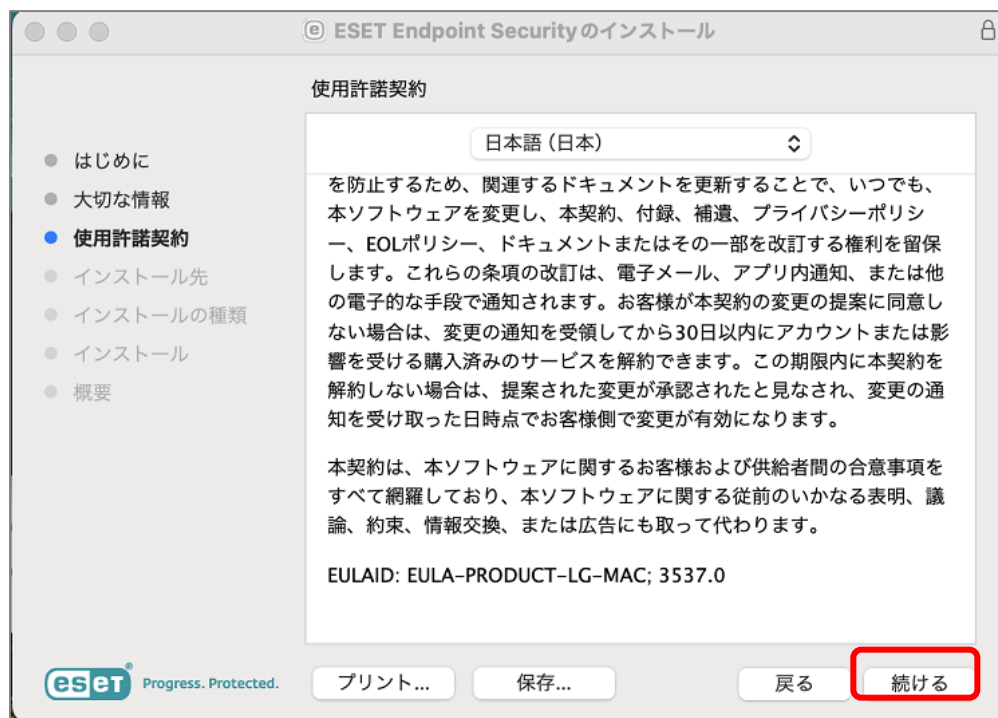 ESET Endpoint Securityのインストール
使用許諾契約
はじめに
大切な情報
使用許諾契約
インストール先
インストールの種類
インストール
概要
日本語 (日本)
を防止するため、関連するドキュメントを更新することで、いつでも、
本ソフトウェアを変更し、本契約、付録、補遺、プライバシーポリシ
ー、EOLポリシー、ドキュメントまたはその一部を改訂する権利を留保
します。これらの条項の改訂は、電子メール、アプリ内通知、または他
の電子的な手段で通知されます。お客様が本契約の変更の提案に同意し
ない場合は、変更の通知を受領してから30日以内にアカウントまたは影
響を受ける購入済みのサービスを解約できます。この期限内に本契約を
解約しない場合は、提案された変更が承認されたと見なされ、変更の通
知を受け取った日時点でお客様側で変更が有効になります。
本契約は、本ソフトウェアに関するお客様および供給者間の合意事項を
すべて網羅しており、本ソフトウェアに関する従前のいかなる表明、議
論、約束、情報交換、または広告にも取って代わります。
EULAID: EULA-PRODUCT-LG-MAC; 3537.0
eseT® Progress. Protected.
プリント... 保存... 戻る 続ける